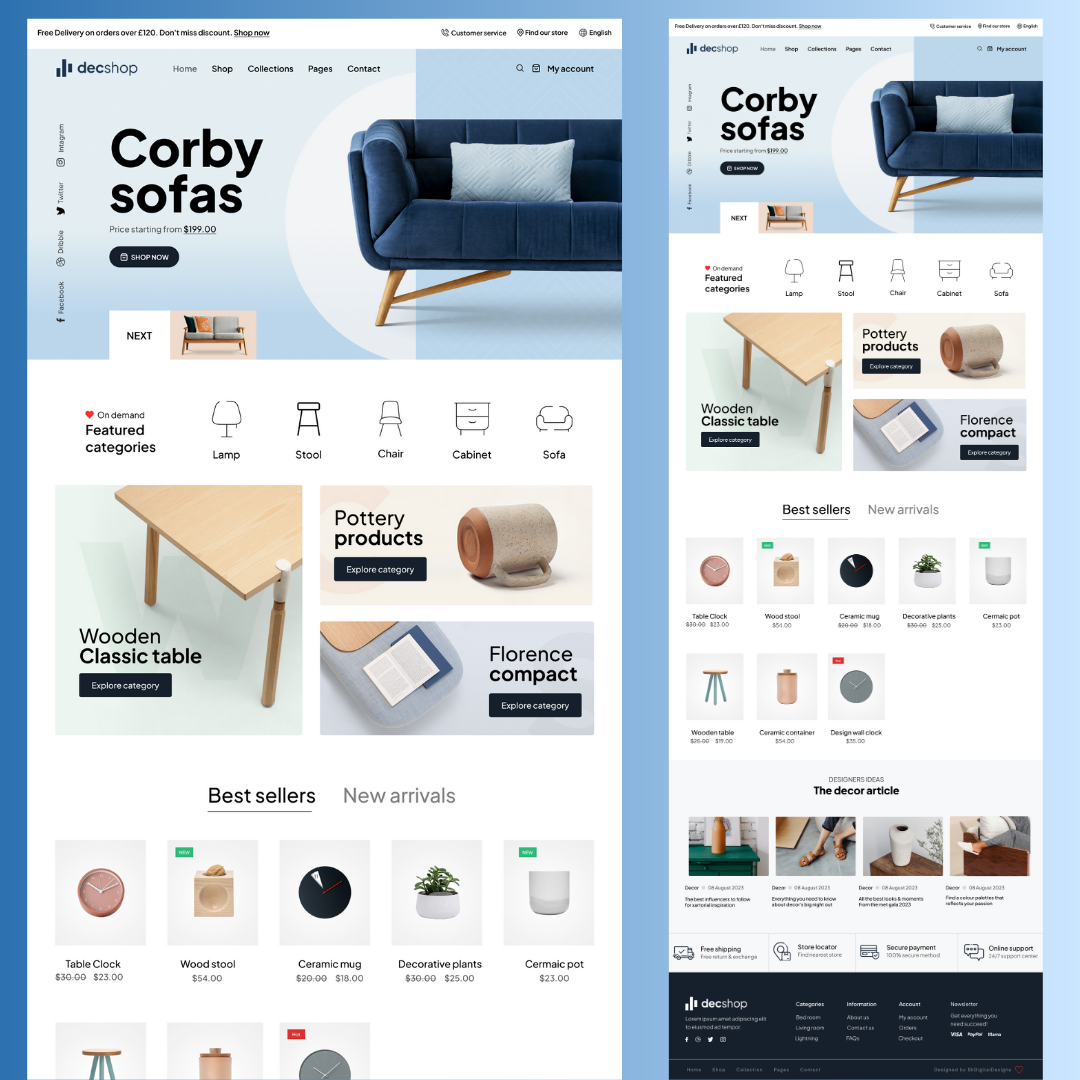 Free Delivery on orders over £120. Don't miss discount. Shop now
Customer service
Find our store
English
decshop
Home Shop Collections Pages Contact
My account
Intagram
Twitter
Dribble
Facebook
Corby
sofas
Price starting from $199.00
SHOP NOW
NEXT
On demand
Featured
categories
Lamp
Stool
Chair
Cabinet
Sofa
Wooden
Classic table
Explore category
Pottery
products
Explore category
Florence
compact
Explore category
Best sellers New arrivals
NEW
NEW
Table Clock
$30.00 $23.00
Wood stool
$54.00
Ceramic mug
$20.00 $18.00
Decorative plants
$30.00 $25.00
Cermaic pot
$23.00
Hot
Free Delivery on orders over £120. Don't miss discount. Shop now
Customer service
Find our store
English
decshop
Home Shop Collections Pages Contact
My account
Intagram
Twitter
Dribble
Facebook
Corby
sofas
Price starting from $199.00
SHOP NOW
NEXT
On demand
Featured
categories
Lamp
Stool
Chair
Cabinet
Sofa
Wooden
Classic table
Explore category
Pottery
products
Explore category
Florence
compact
Explore category
Best sellers New arrivals
Table Clock
$30.00 $23.00
Wood stool
$54.00
Ceramic mug
$20.00 $18.00
Decorative plants
$30.00 $25.00
Cermaic pot
$23.00
Wooden table
$25.00 $19.00
Ceramic container
$54.00
Design wall clock
$35.00
DESIGNERS IDEAS
The decor article
Decor 08 August 2023
The best influencers to follow
for sartorial inspiration
Decor 08 August 2023
Everything you need to know
about decor's big night out
Decor 08 August 2023
All the best looks & moments
from the met gala 2023
Decor 08 August 2023
Find a colour palettes that
reflects your passion
Free shipping
Free return & exchange
Store locator
Find nearest store
Secure payment
100% secure method
Online support
24/7 support center
decshop
Lorem ipsum amet adipiscing elit
to eiusmod ad tempor.
Categories
Bed room
Living room
Lightning
Information
About us
Contact us
FAQs
Account
My account
Orders
Checkout
Newsletter
Get everything you
need succeed!
VISA PayPal Klarna
Home Shop Collection Pages Contact
Designed by SkDigitalDesigns